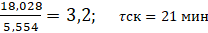 18,028/5,554 = 3,2; τск = 21 мин